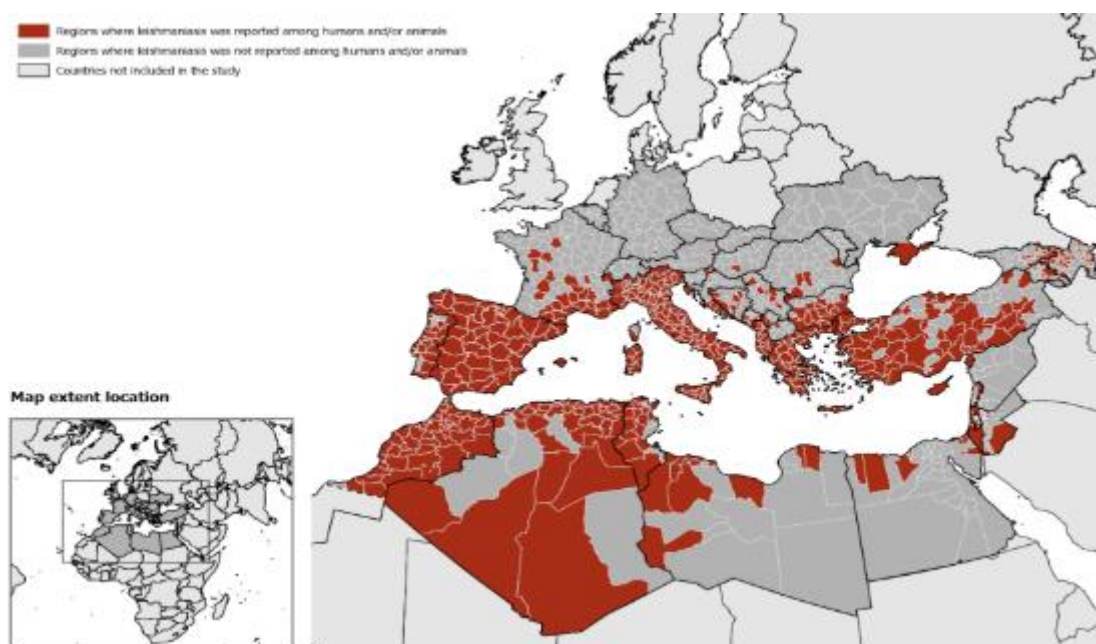 Regions where leishmaniasis was reported among humans and/or animals
Regions where leishmaniasis was not reported among humans and/or animals
Countries not included in the study
Map extent location